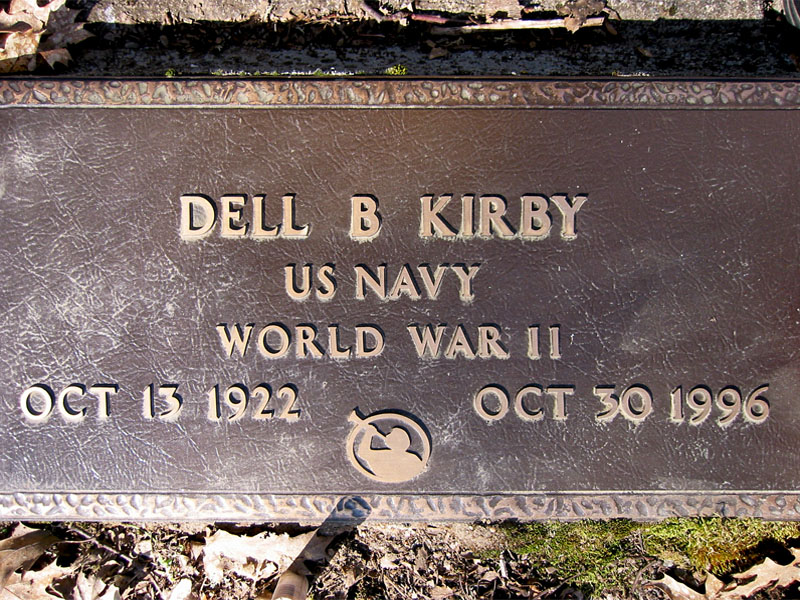 DELL B KIRBY
US NAVY
WORLD WAR II
OCT 13 1922 OCT 30 1996